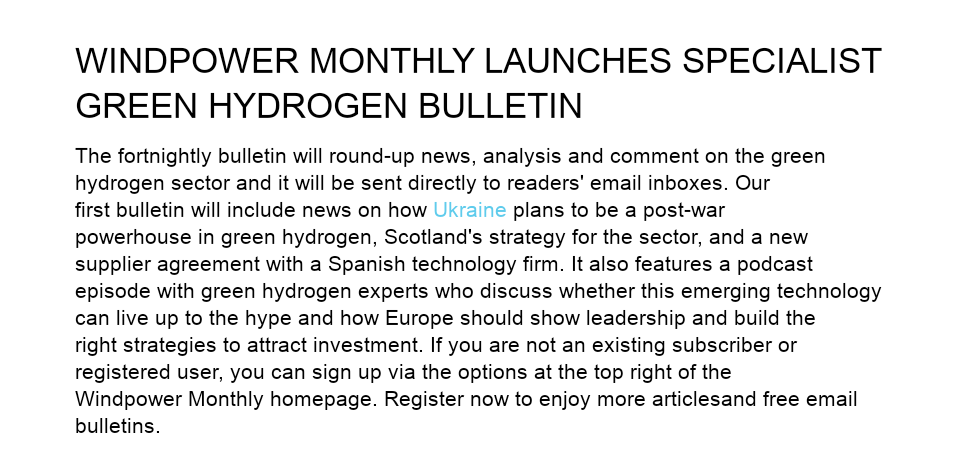 WINDPOWER MONTHLY LAUNCHES SPECIALIST
GREEN HYDROGEN BULLETIN
The fortnightly bulletin will round-up news, analysis and comment on the green
hydrogen sector and it will be sent directly to readers' email inboxes. Our
first bulletin will include news on how Ukraine plans to be a post-war
powerhouse in green hydrogen, Scotland's strategy for the sector, and a new
supplier agreement with a Spanish technology firm. It also features a podcast
episode with green hydrogen experts who discuss whether this emerging technology
can live up to the hype and how Europe should show leadership and build the
right strategies to attract investment. If you are not an existing subscriber or
registered user, you can sign up via the options at the top right of the
Windpower Monthly homepage. Register now to enjoy more articlesand free email
bulletins.